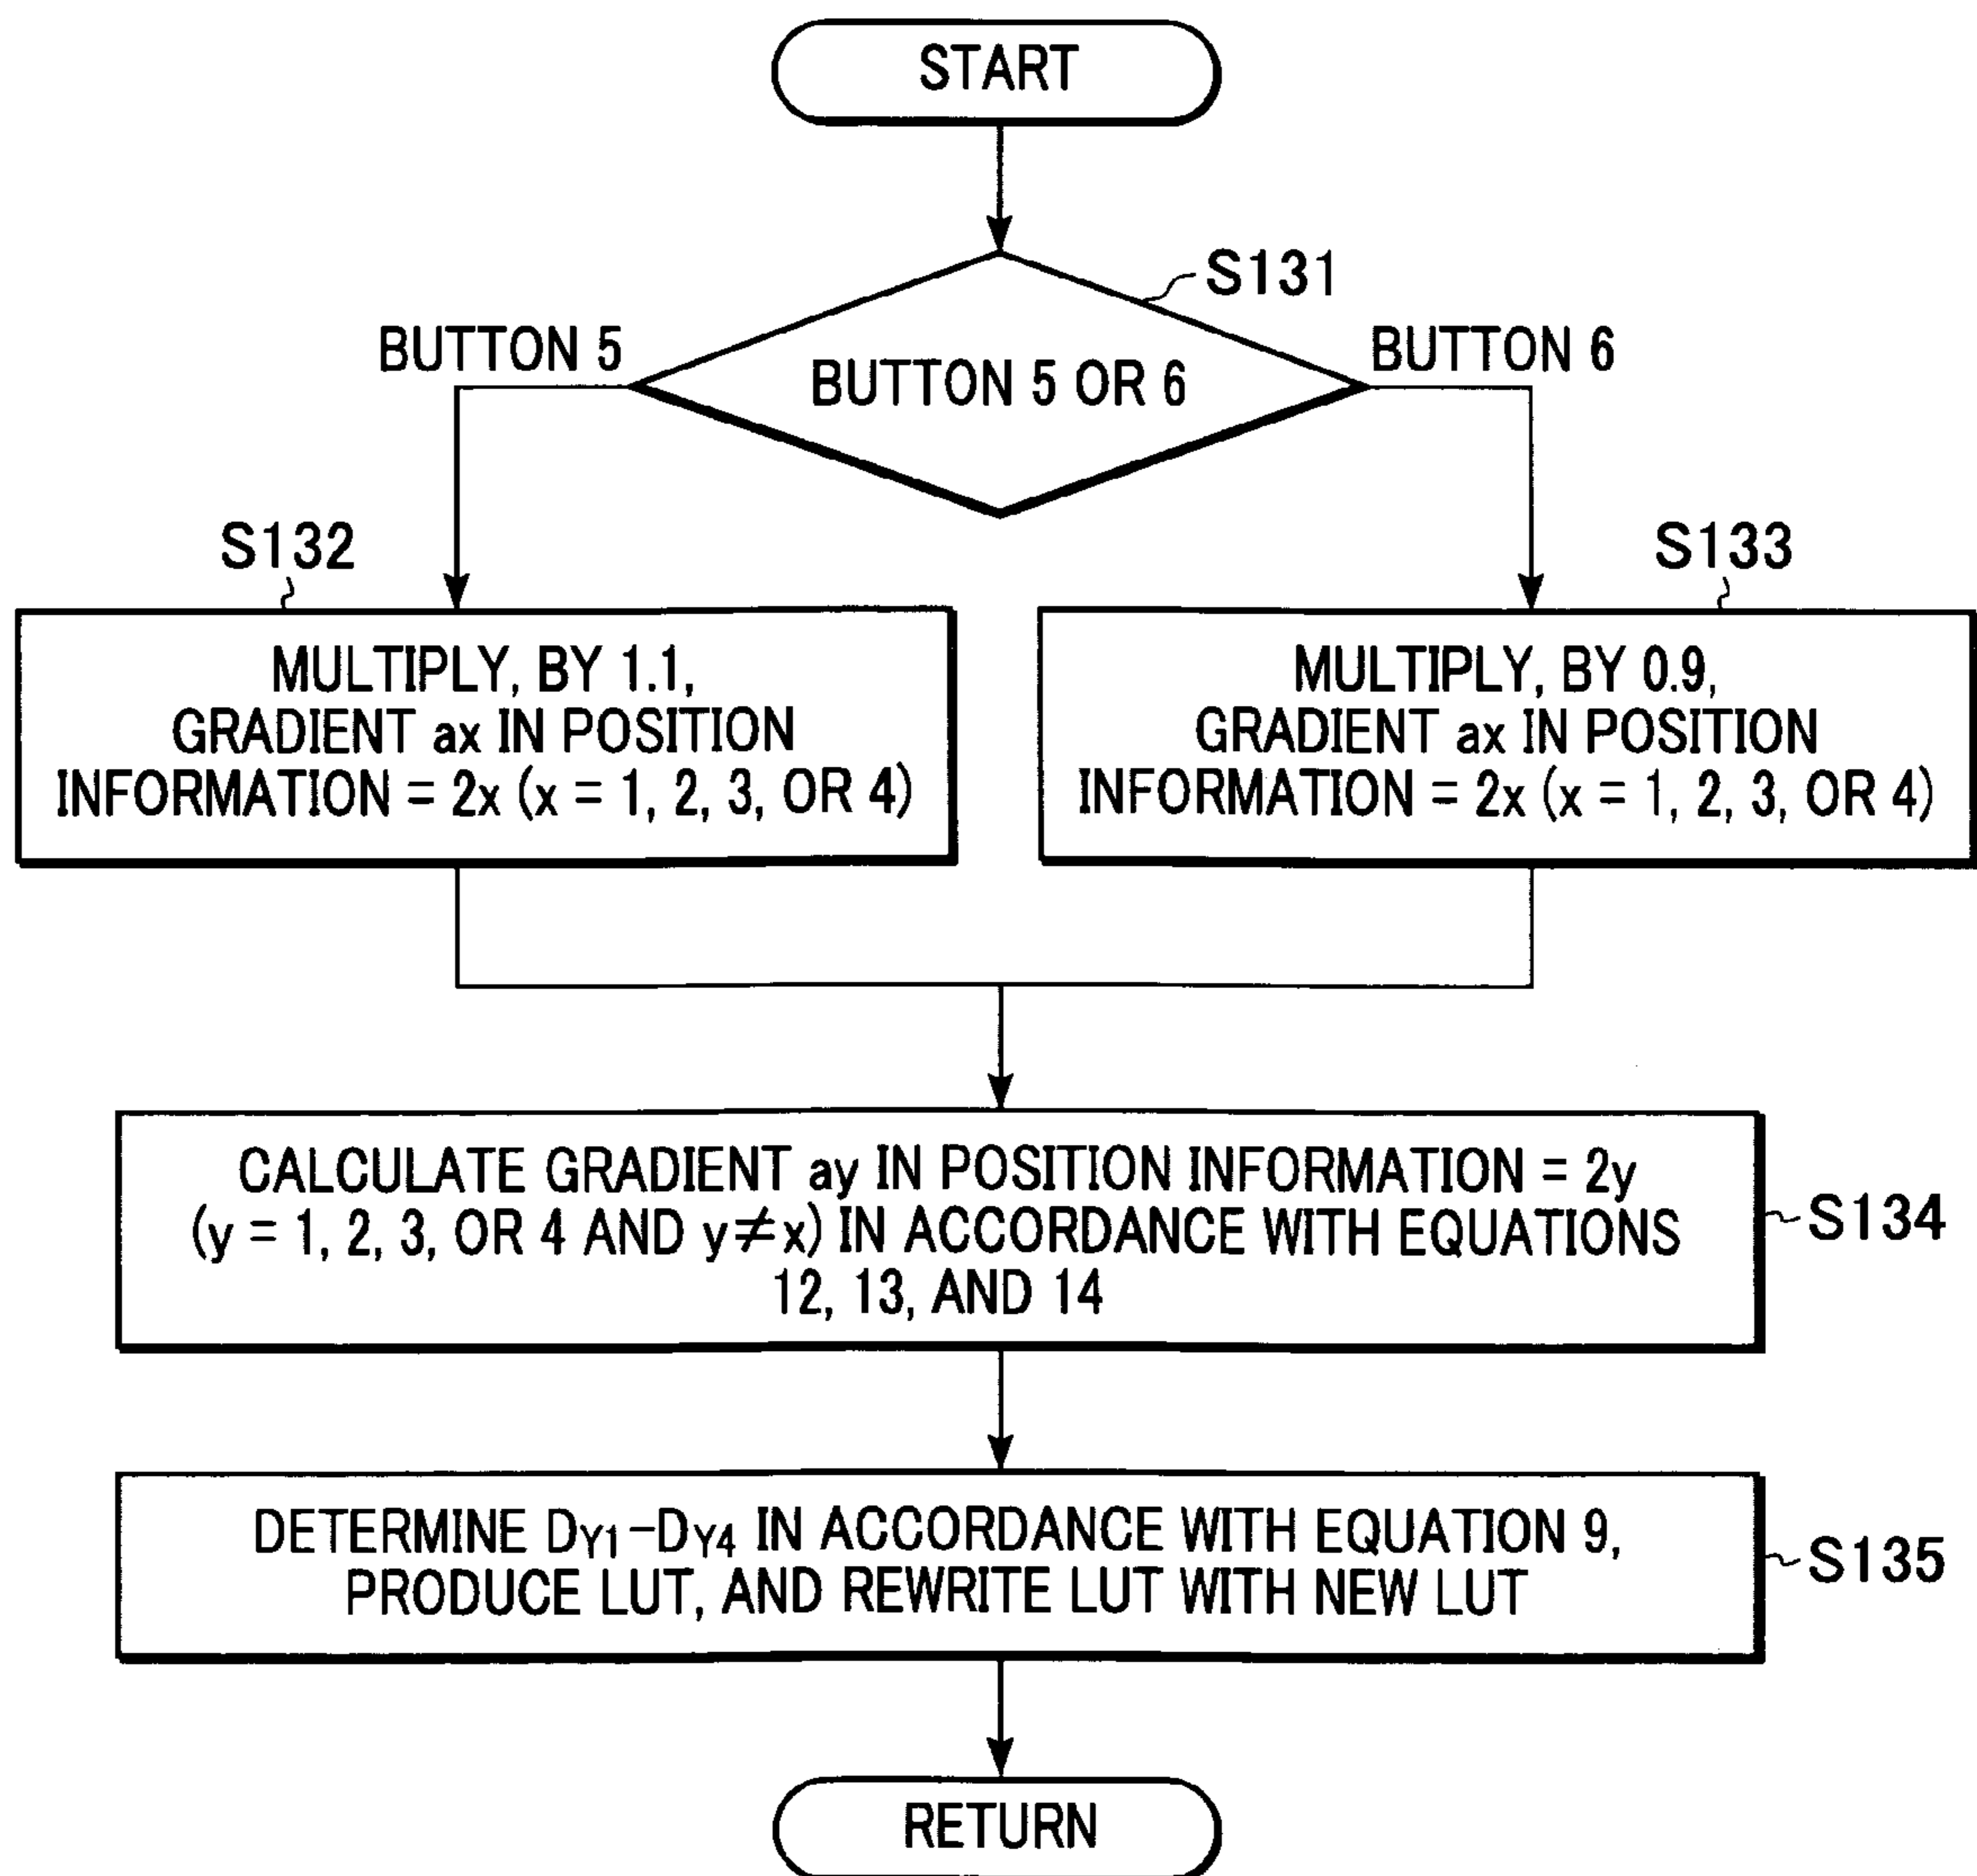 START
S131
BUTTON 5
BUTTON 5 OR 6
BUTTON 6
S132
MULTIPLY, BY 1.1,
GRADIENT ax IN POSITION
INFORMATION = 2x (x = 1, 2, 3, OR 4)
S133
MULTIPLY, BY 0.9,
GRADIENT ax IN POSITION
INFORMATION = 2x (x = 1, 2, 3, OR 4)
CALCULATE GRADIENT ay IN POSITION INFORMATION = 2y
(y = 1, 2, 3, OR 4 AND y≠x) IN ACCORDANCE WITH EQUATIONS
12, 13, AND 14
S134
DETERMINE DY1-DY4 IN ACCORDANCE WITH EQUATION 9,
PRODUCE LUT, AND REWRITE LUT WITH NEW LUT
S135
RETURN